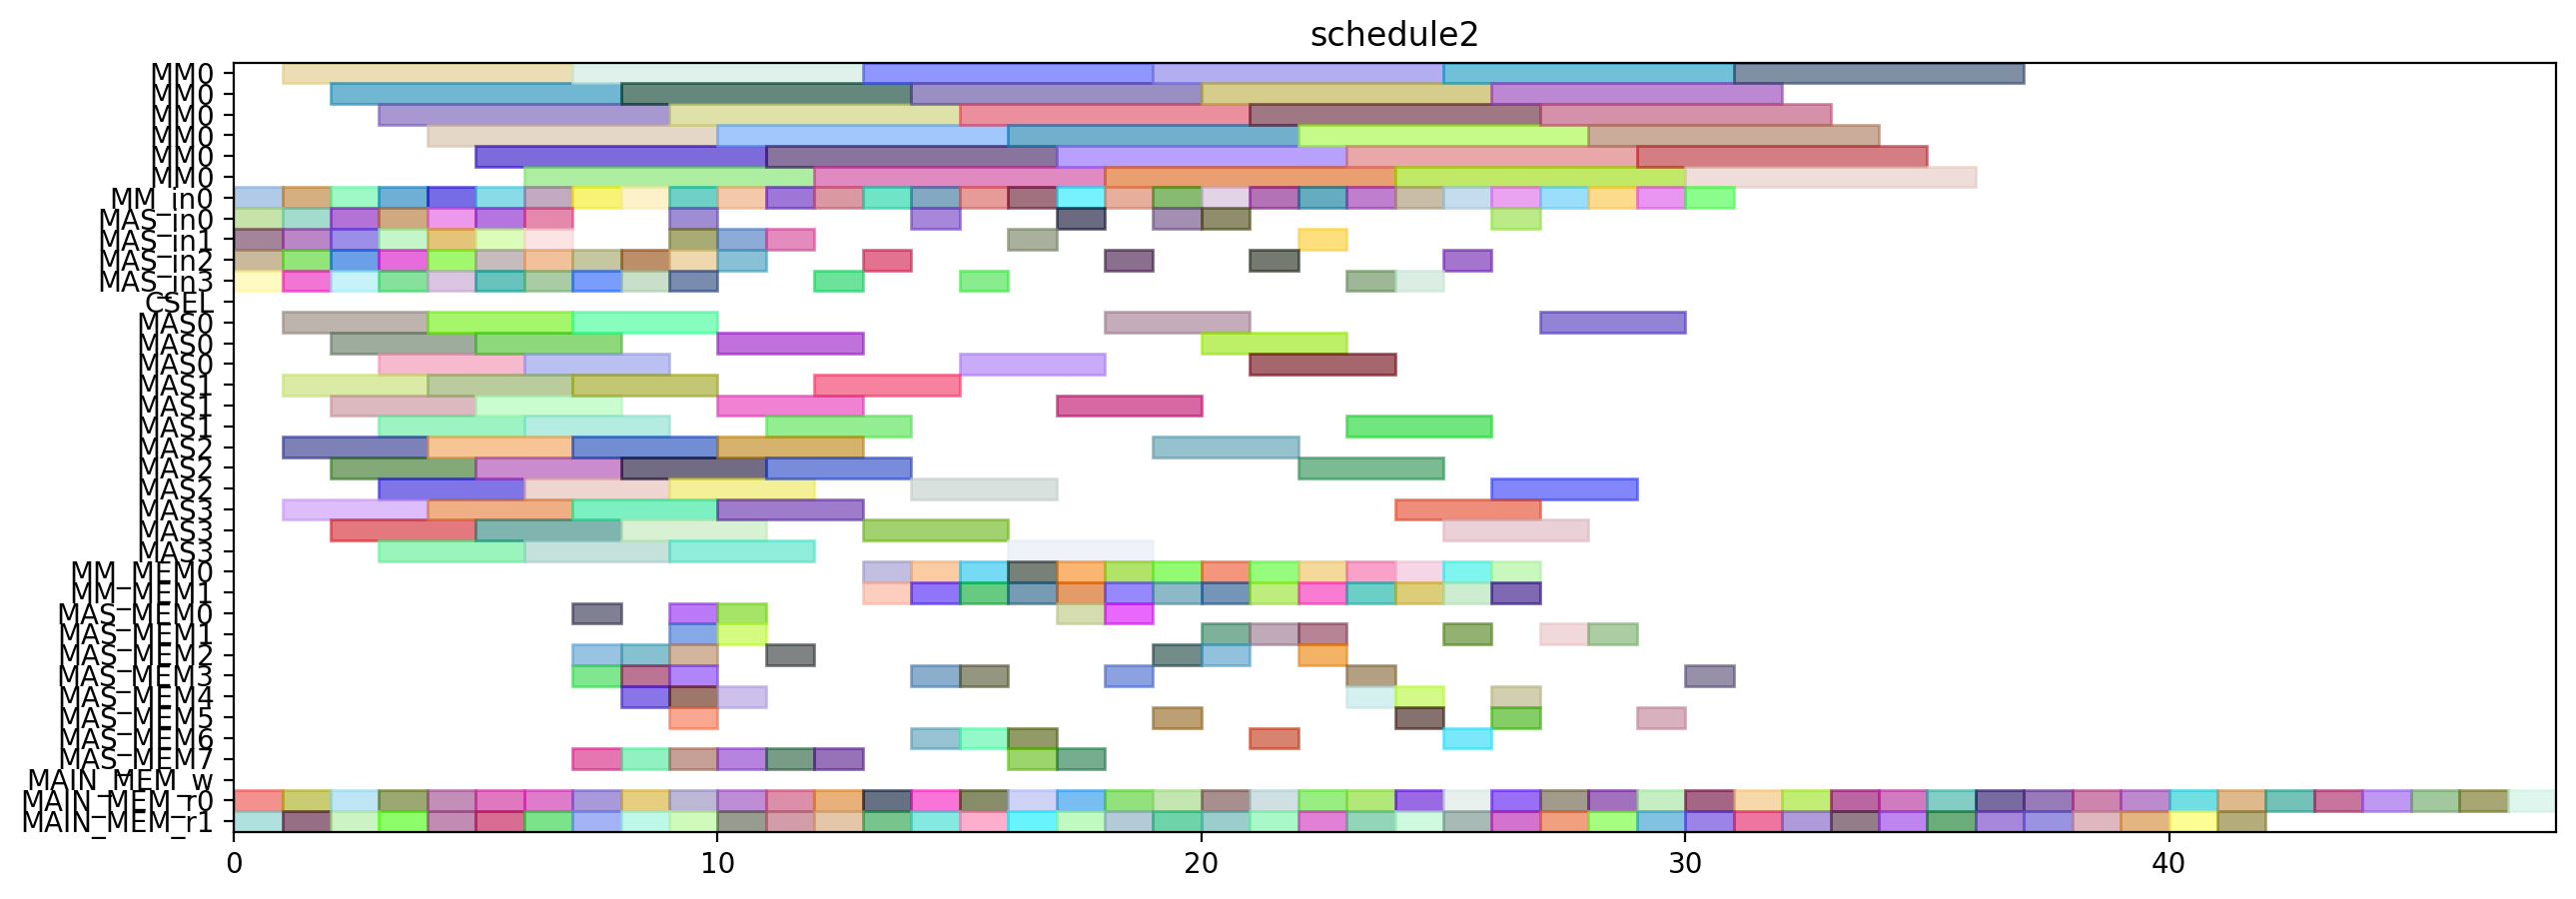 schedule2
MM0
MM0
MM0
MM0
MM0
MM0
MM_in0
MAS_in0
MAS_in1
MAS_in2
MAS_in3
CSEL
MAS0
MAS0
MAS0
MAS1
MAS1
MAS1
MAS2
MAS2
MAS2
MAS3
MAS3
MAS3
MM_MEM0
MM_MEM1
MAS_MEM0
MAS_MEM1
MAS_MEM2
MAS_MEM3
MAS_MEM4
MAS_MEM5
MAS_MEM6
MAS_MEM7
MAIN_MEM_w
MAIN_MEM_r0
MAIN_MEM_r1
0 10 20 30 40